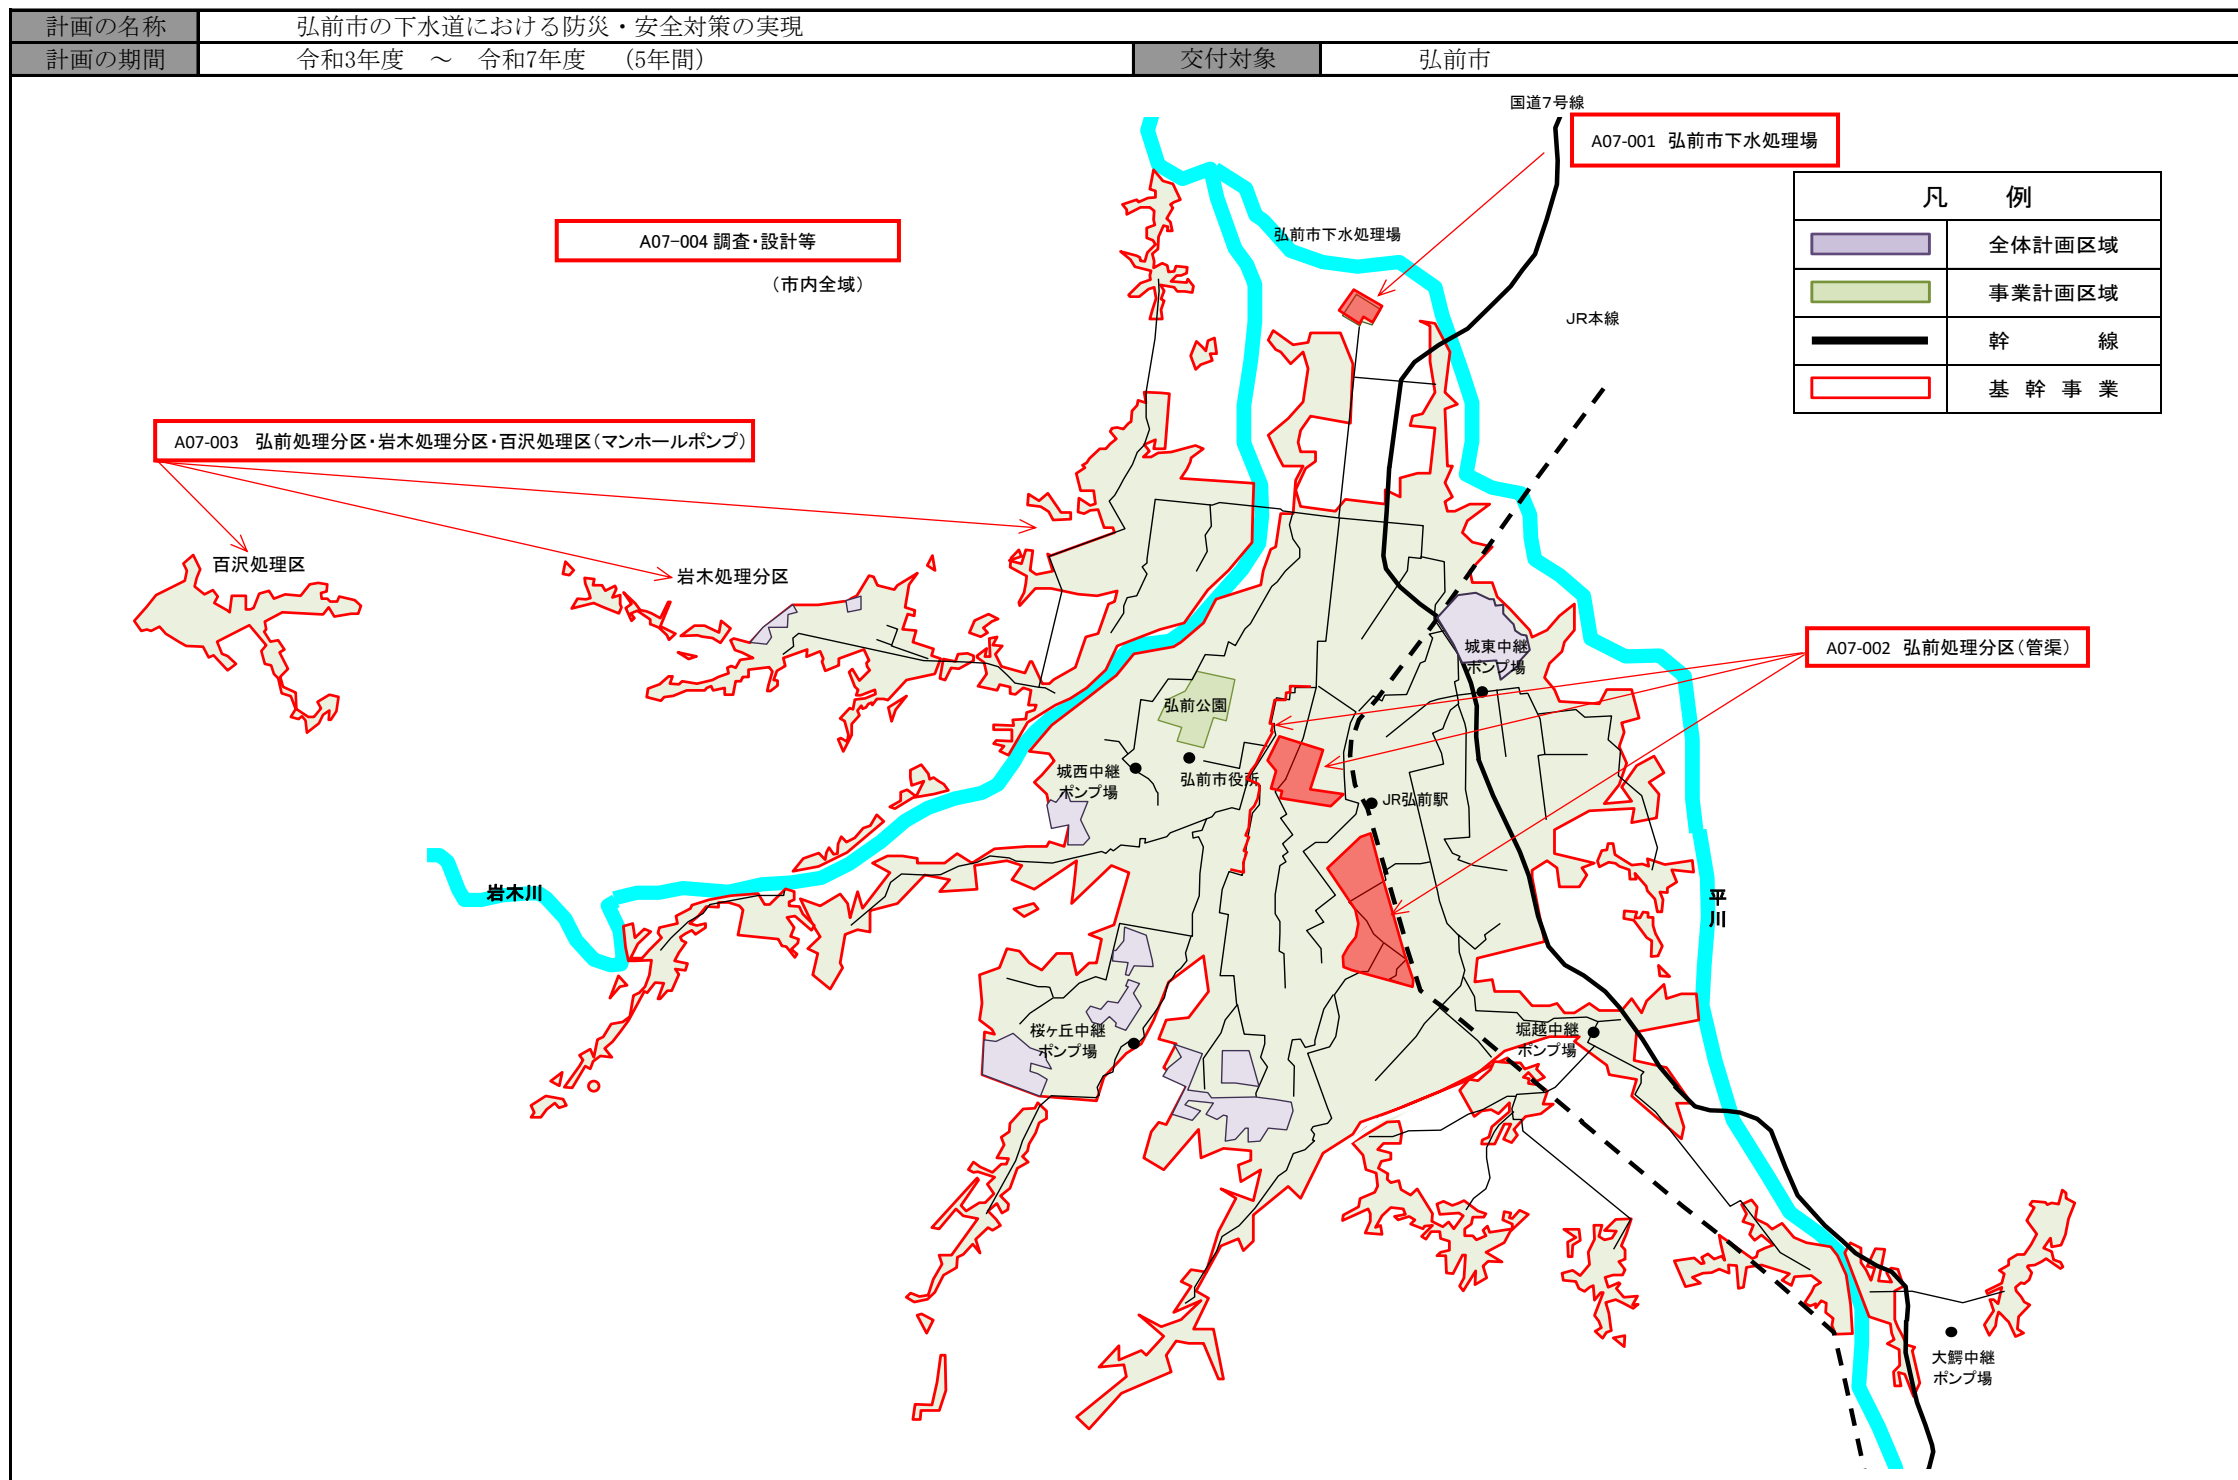 計画の名称
弘前市の下水道における防災・安全対策の実現
計画の期間
令和3年度 ～ 令和7年度 （5年間）
交付対象
弘前市
国道7号線
A07-001 弘前市下水処理場
凡 例
全体計画区域
事業計画区域
幹 線
基 幹 事 業
A07-004 調査・設計等
（市内全域）
弘前市下水処理場
JR本線
A07-003 弘前処理分区・岩木処理分区・百沢処理区（マンホールポンプ）
百沢処理区
岩木処理分区
A07-002 弘前処理分区（管渠）
城東中継
ポンプ場
弘前公園
城西中継
ポンプ場
弘前市役所
JR弘前駅
岩木川
平
川
桜ヶ丘中継
ポンプ場
堀越中継
ポンプ場
大鰐中継
ポンプ場